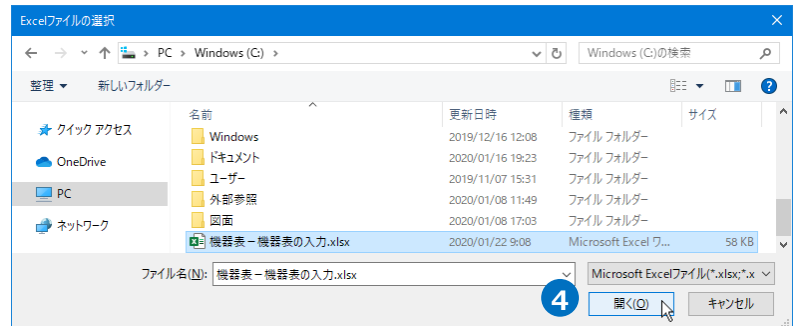 Excelファイルの選択
PC > Windows (C:) >
Windows (C:)の検索
整理 新しいフォルダー
名前 更新日時 種類 サイズ
クイック アクセス
OneDrive
PC
ネットワーク
Windows 2019/12/16 12:08 ファイル フォルダー
ドキュメント 2020/01/16 19:23 ファイル フォルダー
ユーザー 2019/11/07 15:31 ファイル フォルダー
外部参照 2020/01/08 11:49 ファイル フォルダー
図面 2020/01/08 17:03 ファイル フォルダー
機器表－機器表の入力.xlsx 2020/01/22 9:08 Microsoft Excel ワ... 58 KB
ファイル名(N): 機器表－機器表の入力.xlsx Microsoft Excelファイル(*.xlsx;*.x
4 開く(O) キャンセル